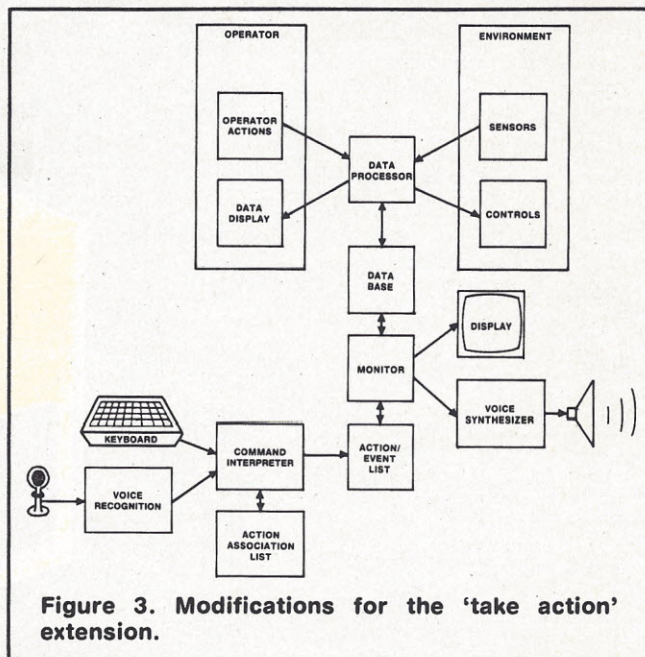 OPERATOR
ENVIRONMENT
OPERATOR
ACTIONS
SENSORS
DATA
PROCESSOR
DATA
DISPLAY
CONTROLS
DATA
BASE
DISPLAY
MONITOR
KEYBOARD
COMMAND
INTERPRETER
ACTION/
EVENT
LIST
VOICE
SYNTHESIZER
VOICE
RECOGNITION
ACTION
ASSOCIATION
LIST
Figure 3. Modifications for the ‘take action’
extension.